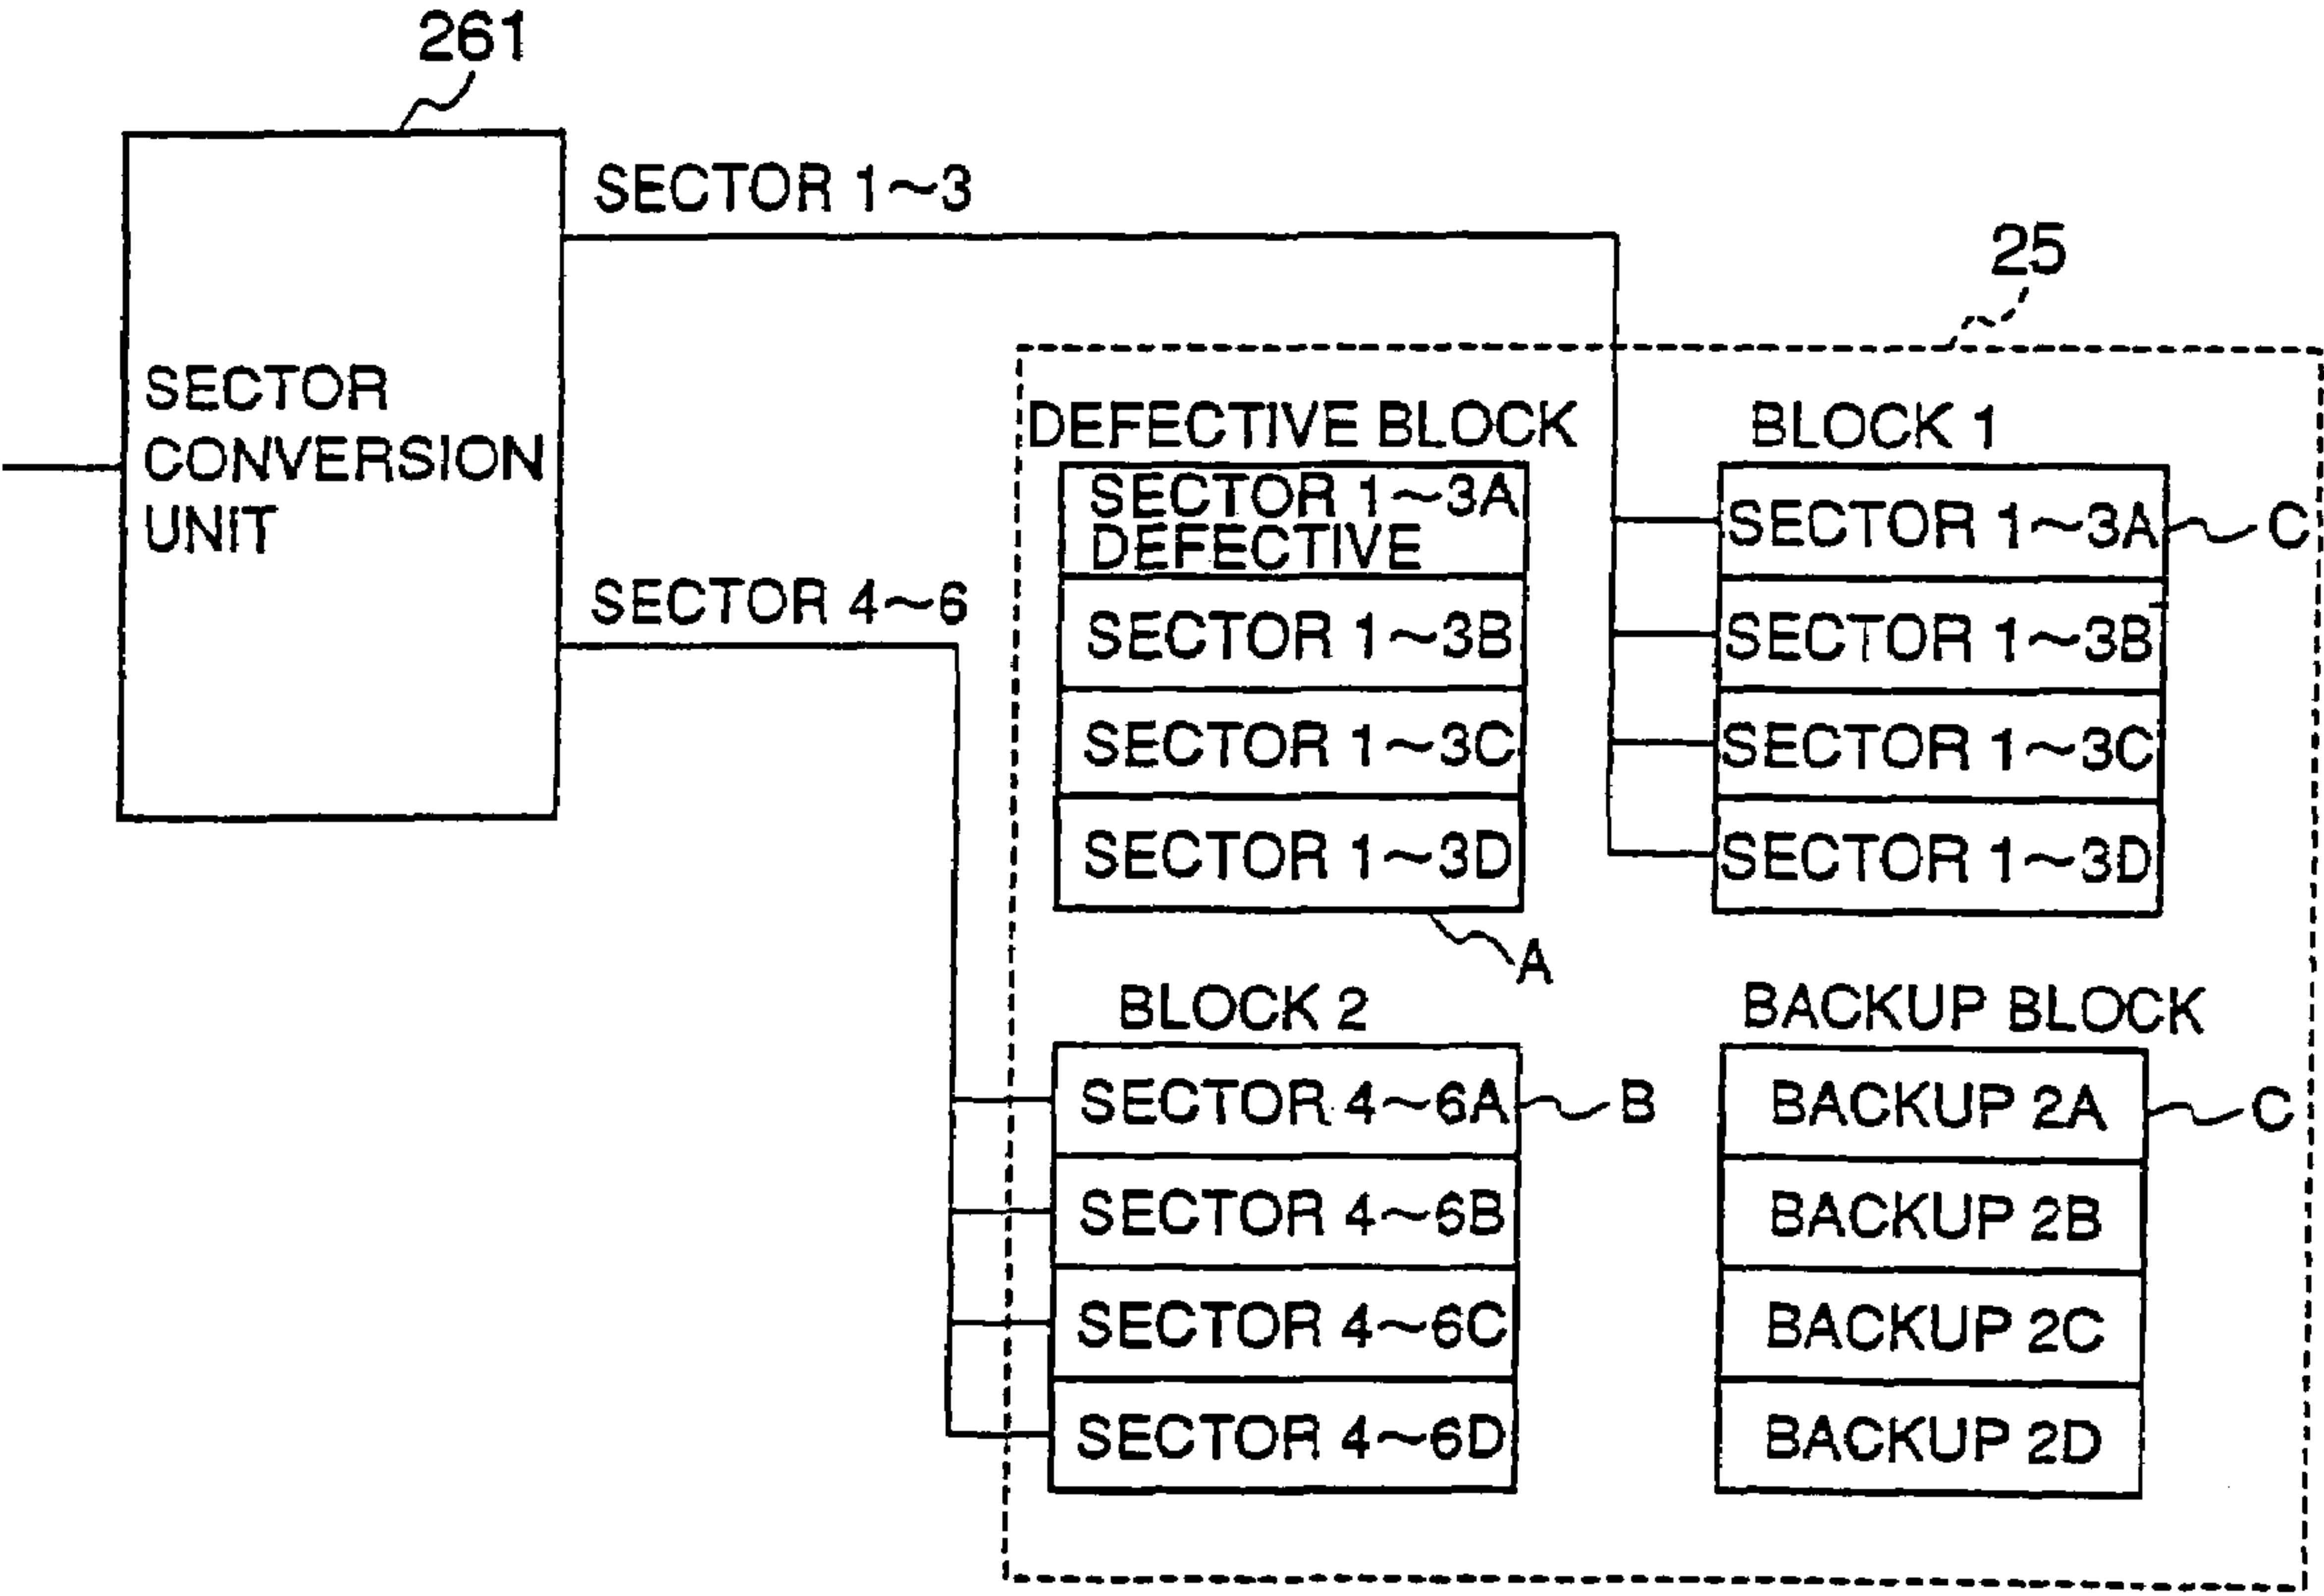 261
SECTOR 1~3
25
SECTOR
CONVERSION
UNIT
SECTOR 4~6
DEFECTIVE BLOCK
SECTOR 1~3A
DEFECTIVE
SECTOR 1~3B
SECTOR 1~3C
SECTOR 1~3D
A
BLOCK 1
SECTOR 1~3A
C
SECTOR 1~3B
SECTOR 1~3C
SECTOR 1~3D
BLOCK 2
SECTOR 4~6A
B
SECTOR 4~6B
SECTOR 4~6C
SECTOR 4~6D
BACKUP BLOCK
BACKUP 2A
C
BACKUP 2B
BACKUP 2C
BACKUP 2D